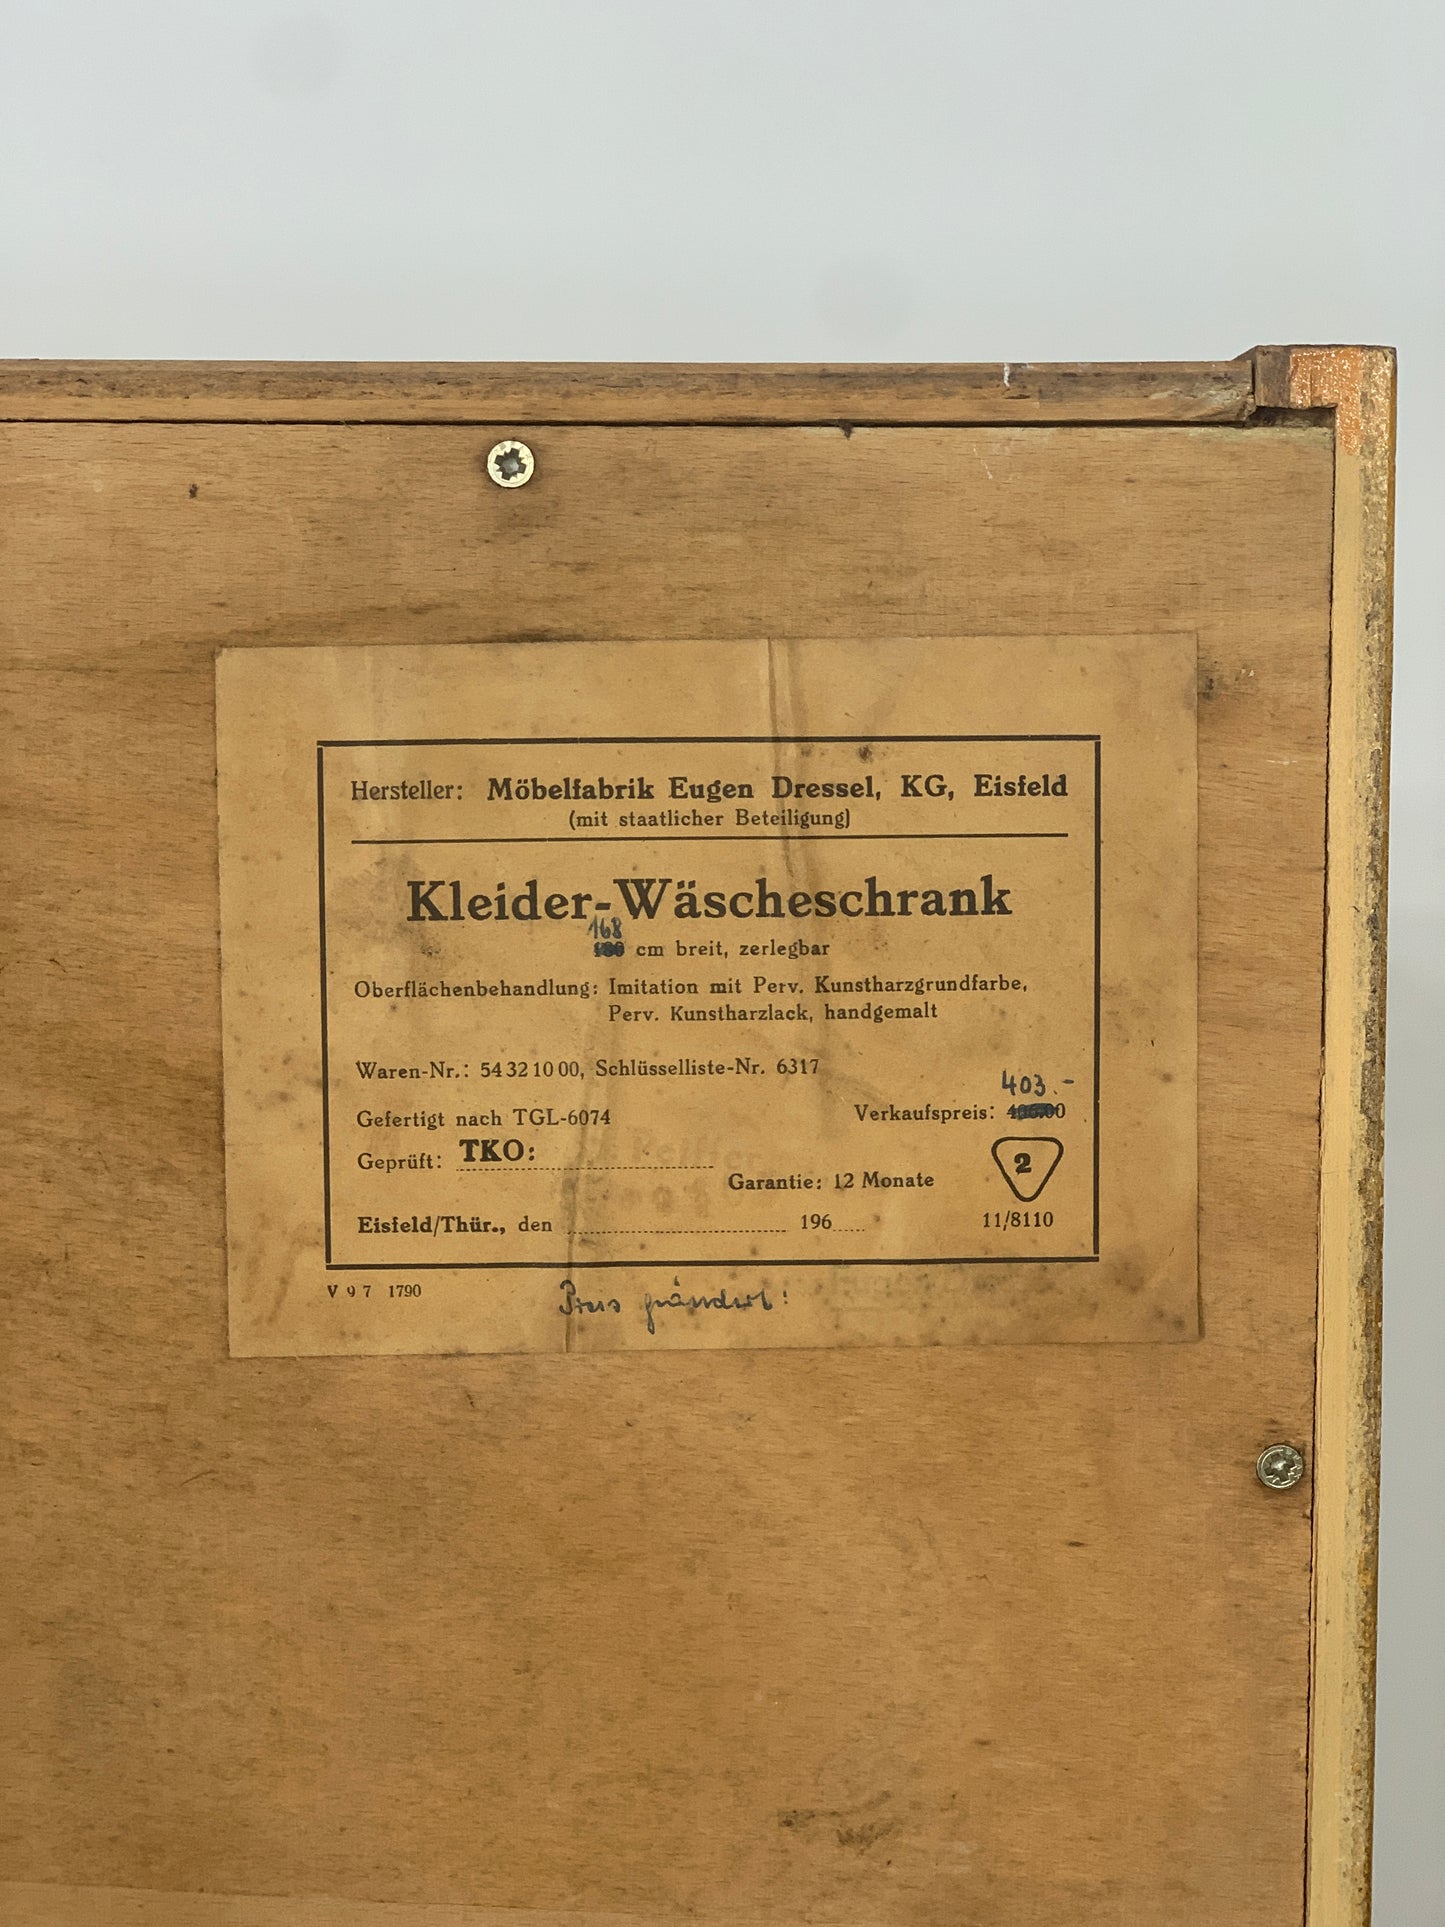 Hersteller: Möbelfabrik Eugen Dressel, KG, Eisfeld
(mit staatlicher Beteiligung)
Kleider-Wäscheschrank
168
cm breit, zerlegbar
Oberflächenbehandlung: Imitation mit Perv. Kunstharzgrundfarbe,
Perv. Kunstharzlack, handgemalt
Waren-Nr.: 54 32 10 00, Schlüsselliste-Nr. 6317
403.-
Gefertigt nach TGL-6074 Verkaufspreis:
Geprüft: TKO:
Garantie: 12 Monate
2
Eisfeld/Thür., den 196 11/8110
V 9 7 1790
Preis geändert!